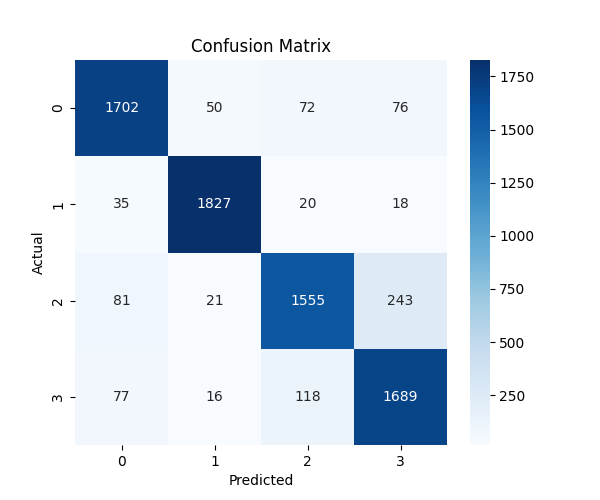 Confusion Matrix
0 1702 50 72 76
1 35 1827 20 18
2 81 21 1555 243
3 77 16 118 1689
0 1 2 3
Actual
Predicted
1750
1500
1250
1000
750
500
250